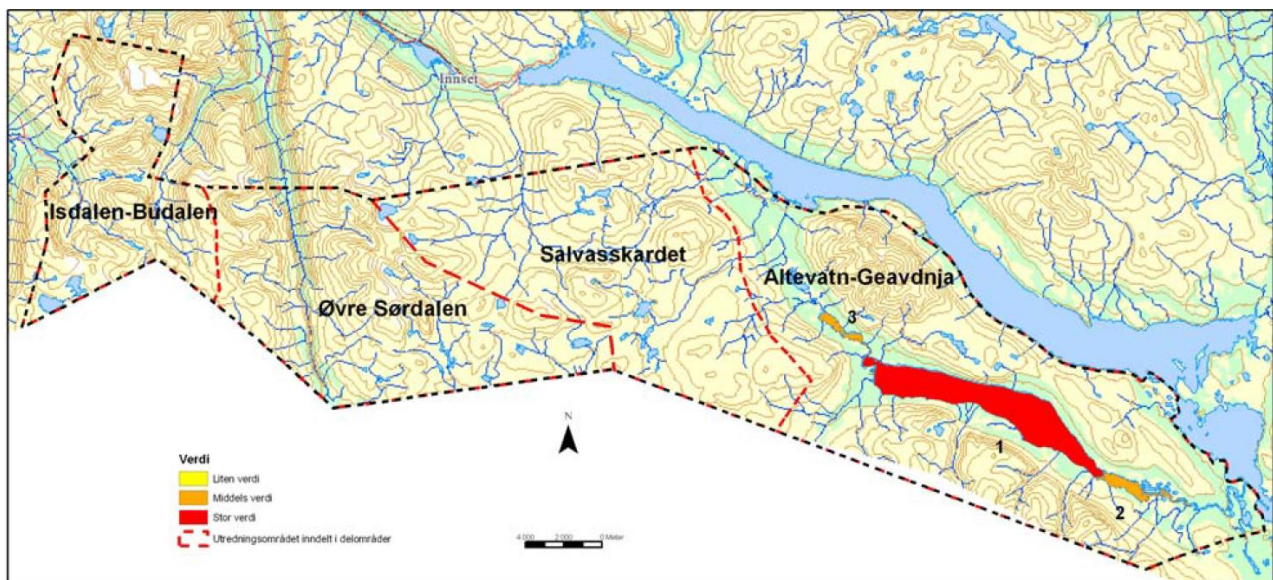 Innset
Isdalen-Budalen
Salvasskardet
Altevatn-Geavdnja
Øvre Sørdalen
3
1
2
N
Verdi
Liten verdi
Middels verdi
Stor verdi
Utredningsområdet inndelt i delområder
4 000 2 000 0 Meter